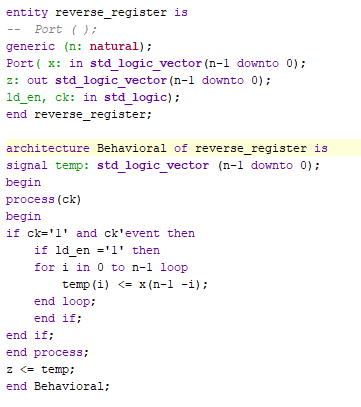 entity reverse_register is
--  Port ( );
generic (n: natural);
Port( x: in std_logic_vector(n-1 downto 0);
z: out std_logic_vector(n-1 downto 0);
ld_en, ck: in std_logic);
end reverse_register;

architecture Behavioral of reverse_register is
signal temp: std_logic_vector (n-1 downto 0);
begin
process(ck)
begin
if ck='1' and ck'event then
    if ld_en ='1' then
    for i in 0 to n-1 loop
        temp(i) <= x(n-1 -i);
    end loop;
    end if;
end if;
end process;
z <= temp;
end Behavioral;